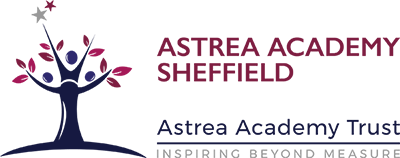 ASTREA ACADEMY
SHEFFIELD
Astrea Academy Trust
INSPIRING BEYOND MEASURE